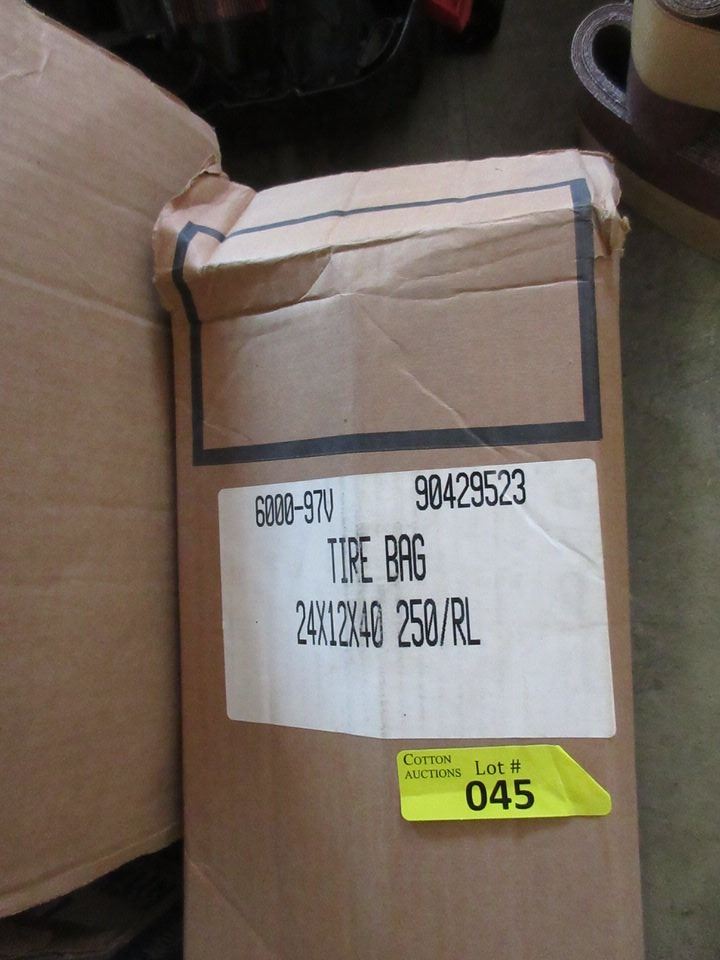 6000-97V 90429523
TIRE BAG
24X12X40 250/RL
COTTON
AUCTIONS Lot #
045